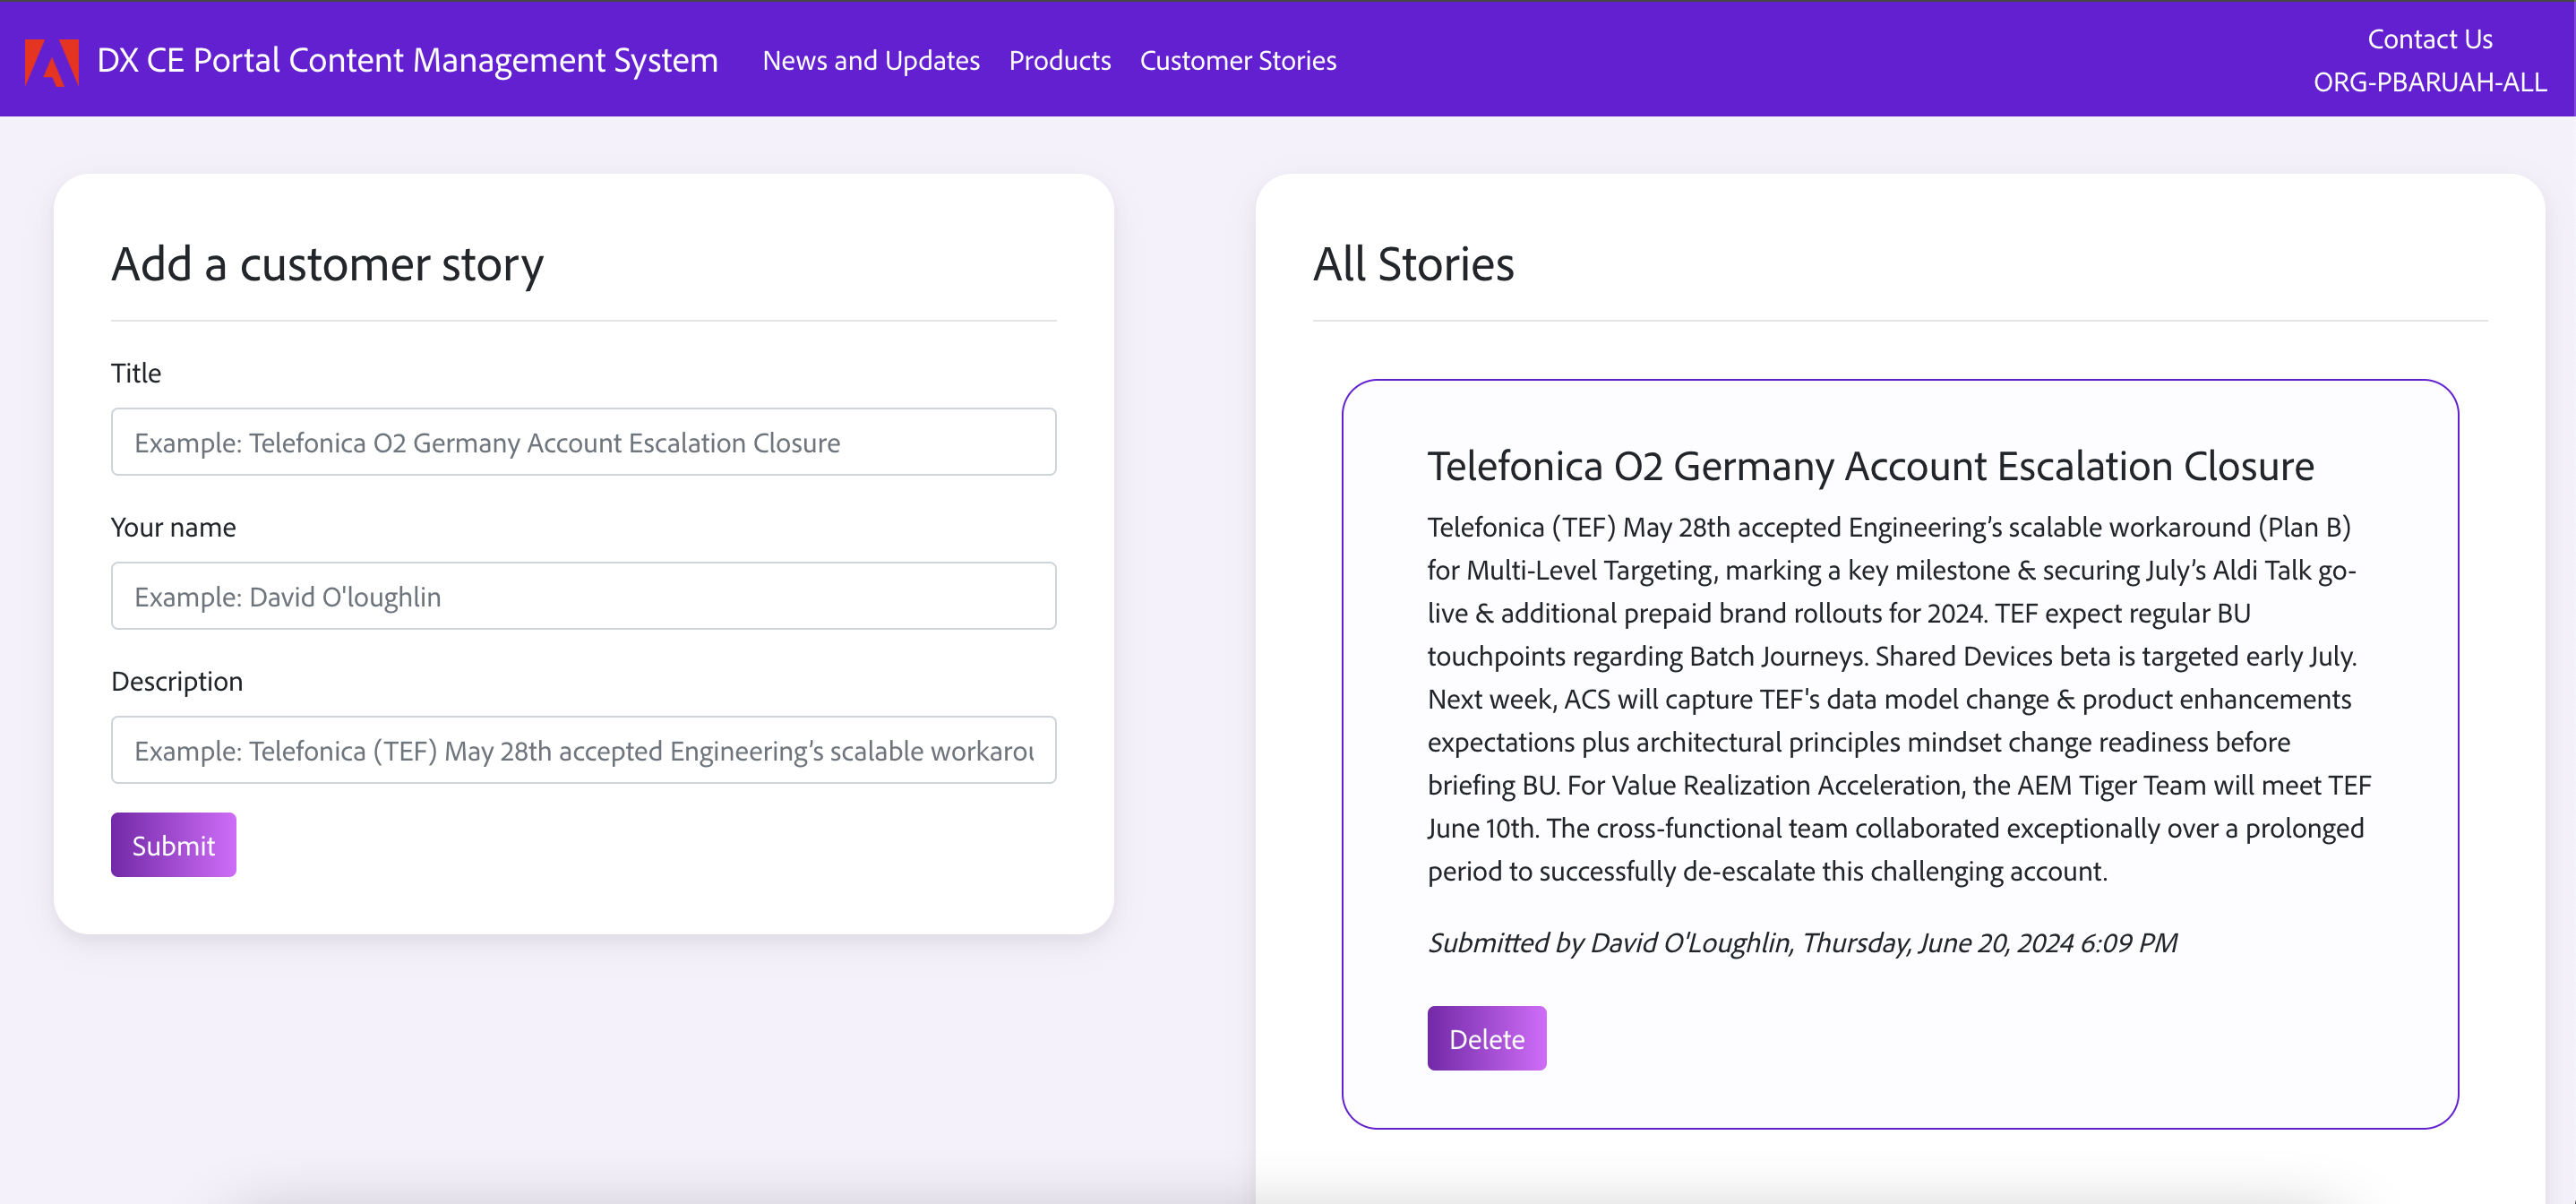 DX CE Portal Content Management System
News and Updates
Products
Customer Stories
Contact Us
ORG-PBARUAH-ALL
Add a customer story
Title
Example: Telefonica O2 Germany Account Escalation Closure
Your name
Example: David O'loughlin
Description
Example: Telefonica (TEF) May 28th accepted Engineering’s scalable workarou
Submit
All Stories
Telefonica O2 Germany Account Escalation Closure
Telefonica (TEF) May 28th accepted Engineering’s scalable workaround (Plan B)
for Multi-Level Targeting, marking a key milestone & securing July’s Aldi Talk go-
live & additional prepaid brand rollouts for 2024. TEF expect regular BU
touchpoints regarding Batch Journeys. Shared Devices beta is targeted early July.
Next week, ACS will capture TEF's data model change & product enhancements
expectations plus architectural principles mindset change readiness before
briefing BU. For Value Realization Acceleration, the AEM Tiger Team will meet TEF
June 10th. The cross-functional team collaborated exceptionally over a prolonged
period to successfully de-escalate this challenging account.
Submitted by David O'Loughlin, Thursday, June 20, 2024 6:09 PM
Delete